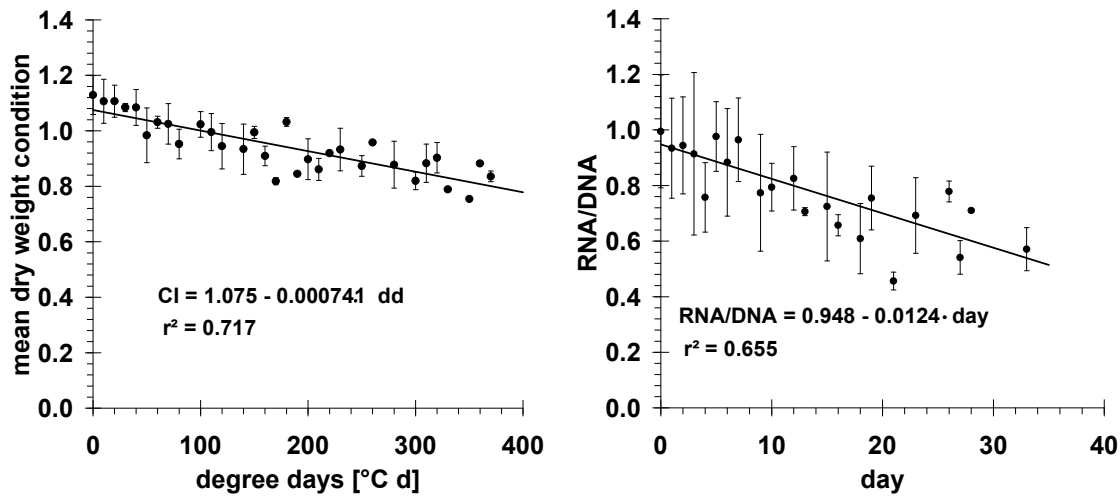 mean dry weight condition
1.4
1.2
1.0
0.8
0.6
0.4
0.2
0.0
CI = 1.075 - 0.000741 dd
r² = 0.717
0 100 200 300 400
degree days [°C d]
RNA/DNA
1.4
1.2
1.0
0.8
0.6
0.4
0.2
0.0
RNA/DNA = 0.948 - 0.0124· day
r² = 0.655
0 10 20 30 40
day